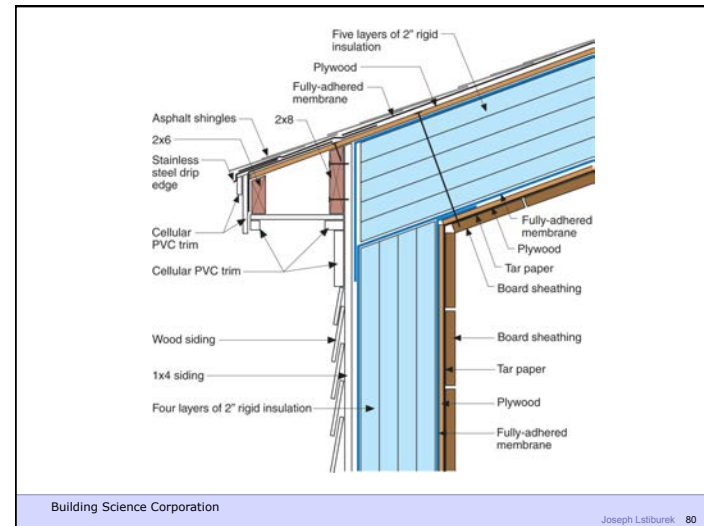 Five layers of 2" rigid
insulation
Plywood
Fully-adhered
membrane
Asphalt shingles
2x8
2x6
Stainless
steel drip
edge
Cellular
PVC trim
Cellular PVC trim
Fully-adhered
membrane
Plywood
Tar paper
Board sheathing
Wood siding
Board sheathing
1x4 siding
Tar paper
Four layers of 2" rigid insulation
Plywood
Fully-adhered
membrane
Building Science Corporation
Joseph Lstiburek 80